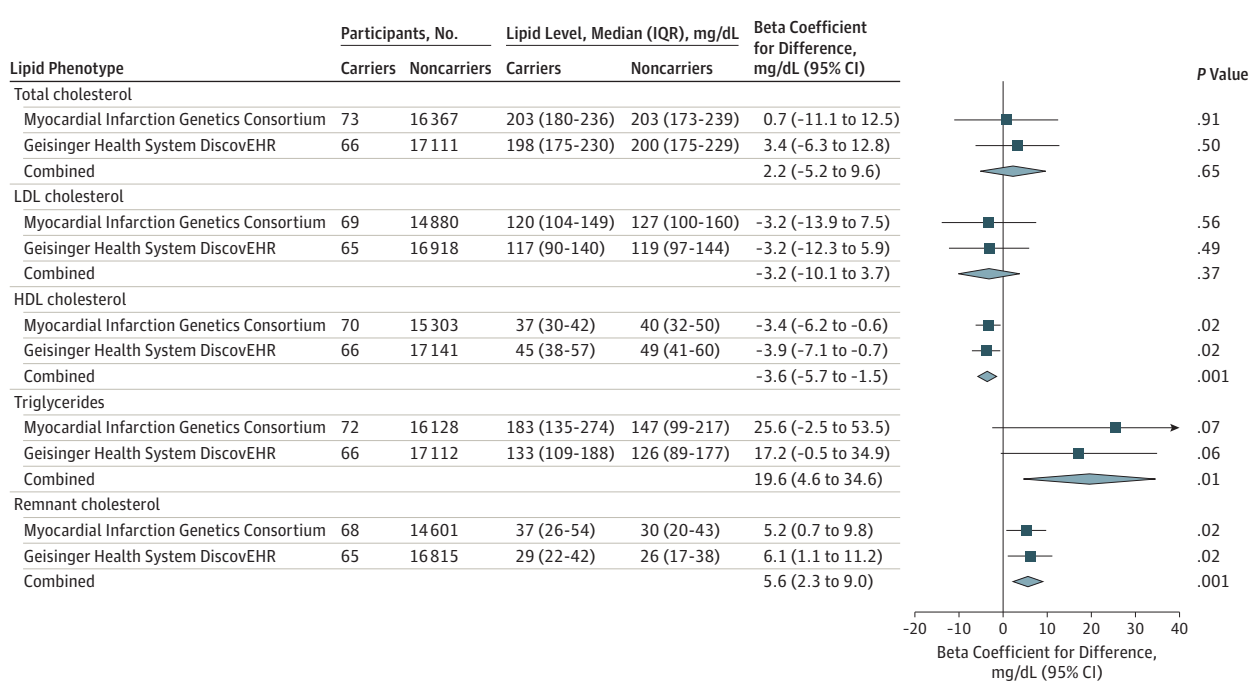 Participants, No. Lipid Level, Median (IQR), mg/dL Beta Coefficient for Difference, mg/dL (95% CI)
Lipid Phenotype Carriers Noncarriers Carriers Noncarriers P Value
Total cholesterol
Myocardial Infarction Genetics Consortium 73 16367 203 (180-236) 203 (173-239) 0.7 (-11.1 to 12.5) .91
Geisinger Health System DiscovEHR 66 17111 198 (175-230) 200 (175-229) 3.4 (-6.3 to 12.8) .50
Combined 2.2 (-5.2 to 9.6) .65
LDL cholesterol
Myocardial Infarction Genetics Consortium 69 14880 120 (104-149) 127 (100-160) -3.2 (-13.9 to 7.5) .56
Geisinger Health System DiscovEHR 65 16918 117 (90-140) 119 (97-144) -3.2 (-12.3 to 5.9) .49
Combined -3.2 (-10.1 to 3.7) .37
HDL cholesterol
Myocardial Infarction Genetics Consortium 70 15303 37 (30-42) 40 (32-50) -3.4 (-6.2 to -0.6) .02
Geisinger Health System DiscovEHR 66 17141 45 (38-57) 49 (41-60) -3.9 (-7.1 to -0.7) .02
Combined -3.6 (-5.7 to -1.5) .001
Triglycerides
Myocardial Infarction Genetics Consortium 72 16128 183 (135-274) 147 (99-217) 25.6 (-2.5 to 53.5) .07
Geisinger Health System DiscovEHR 66 17112 133 (109-188) 126 (89-177) 17.2 (-0.5 to 34.9) .06
Combined 19.6 (4.6 to 34.6) .01
Remnant cholesterol
Myocardial Infarction Genetics Consortium 68 14601 37 (26-54) 30 (20-43) 5.2 (0.7 to 9.8) .02
Geisinger Health System DiscovEHR 65 16815 29 (22-42) 26 (17-38) 6.1 (1.1 to 11.2) .02
Combined 5.6 (2.3 to 9.0) .001
-20 -10 0 10 20 30 40
Beta Coefficient for Difference,
mg/dL (95% CI)